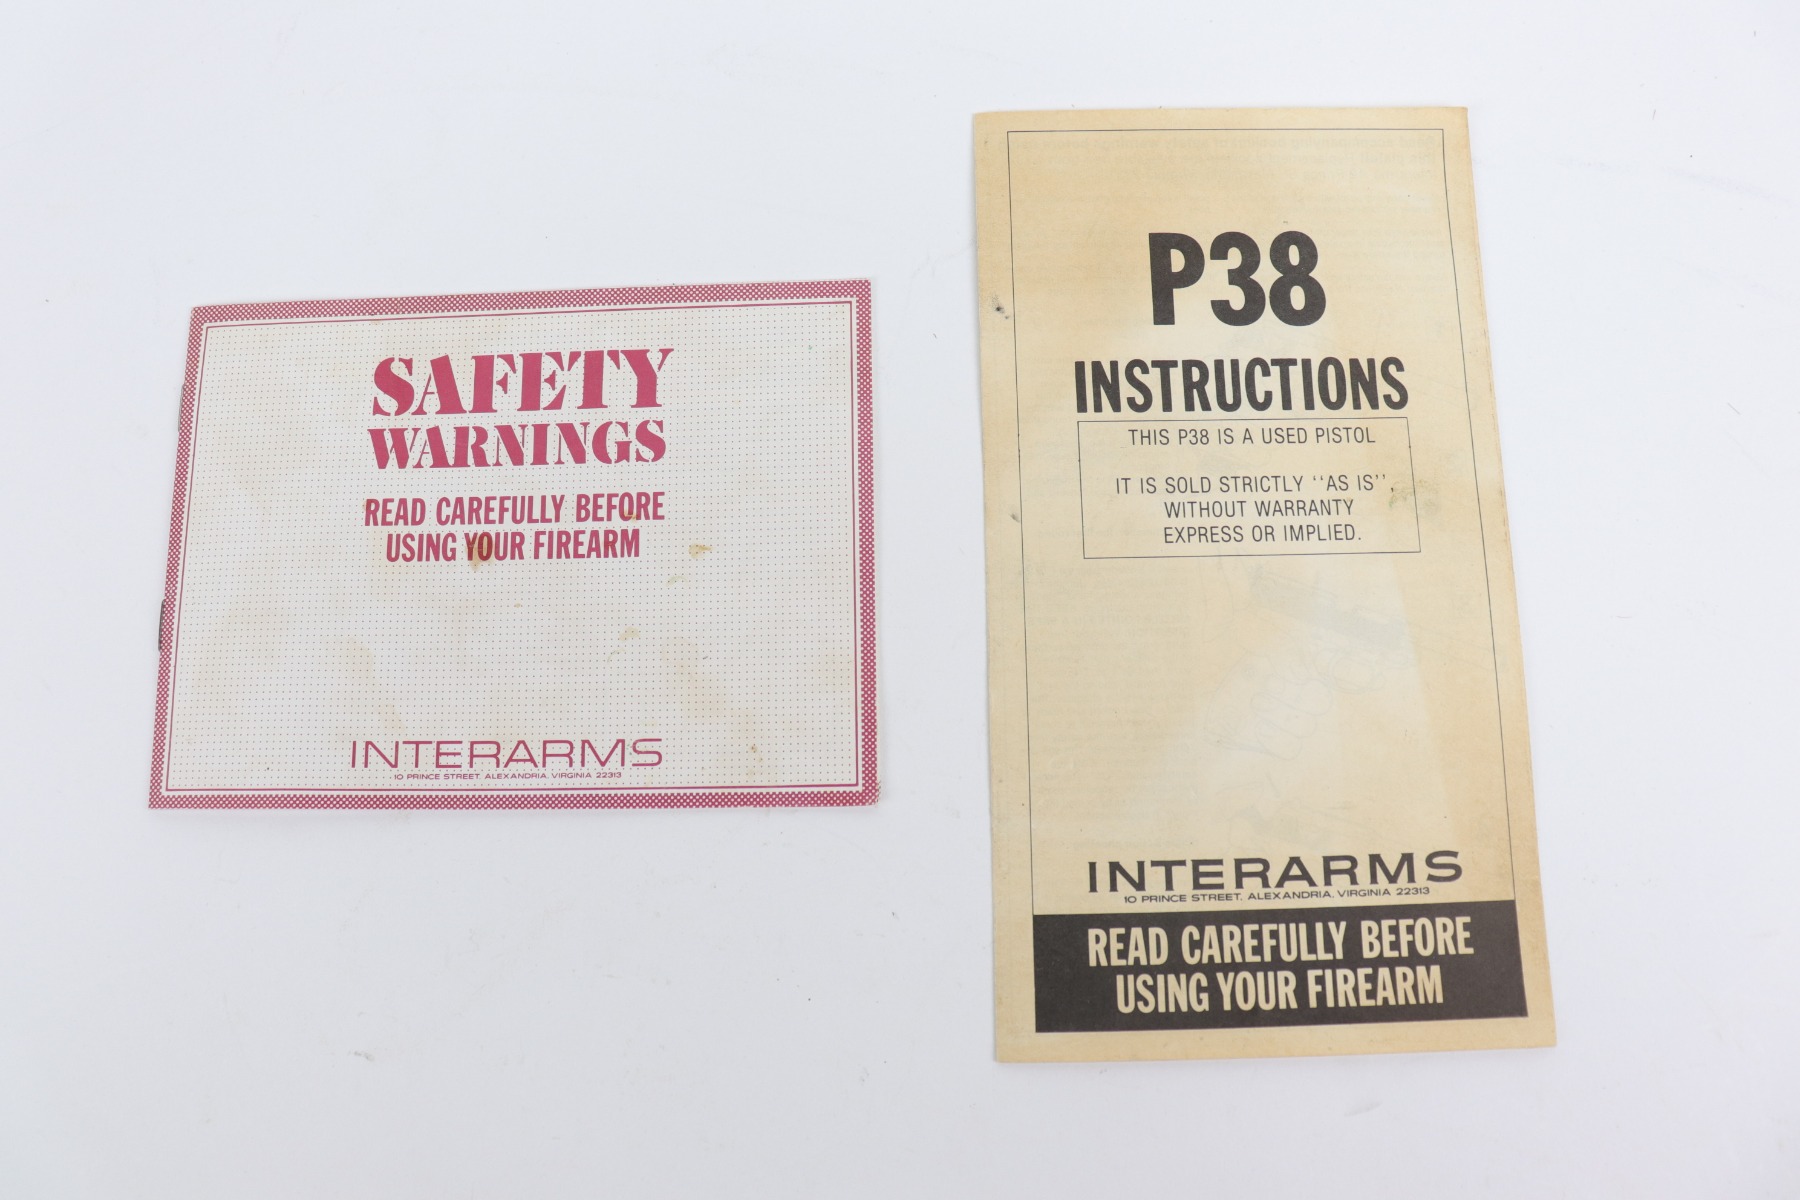 SAFETY
WARNINGS
READ CAREFULLY BEFORE
USING YOUR FIREARM
INTERARMS
10 PRINCE STREET, ALEXANDRIA, VIRGINIA 22313
P38
INSTRUCTIONS
THIS P38 IS A USED PISTOL
IT IS SOLD STRICTLY "AS IS",
WITHOUT WARRANTY
EXPRESS OR IMPLIED.
INTERARMS
10 PRINCE STREET, ALEXANDRIA, VIRGINIA 22313
READ CAREFULLY BEFORE
USING YOUR FIREARM